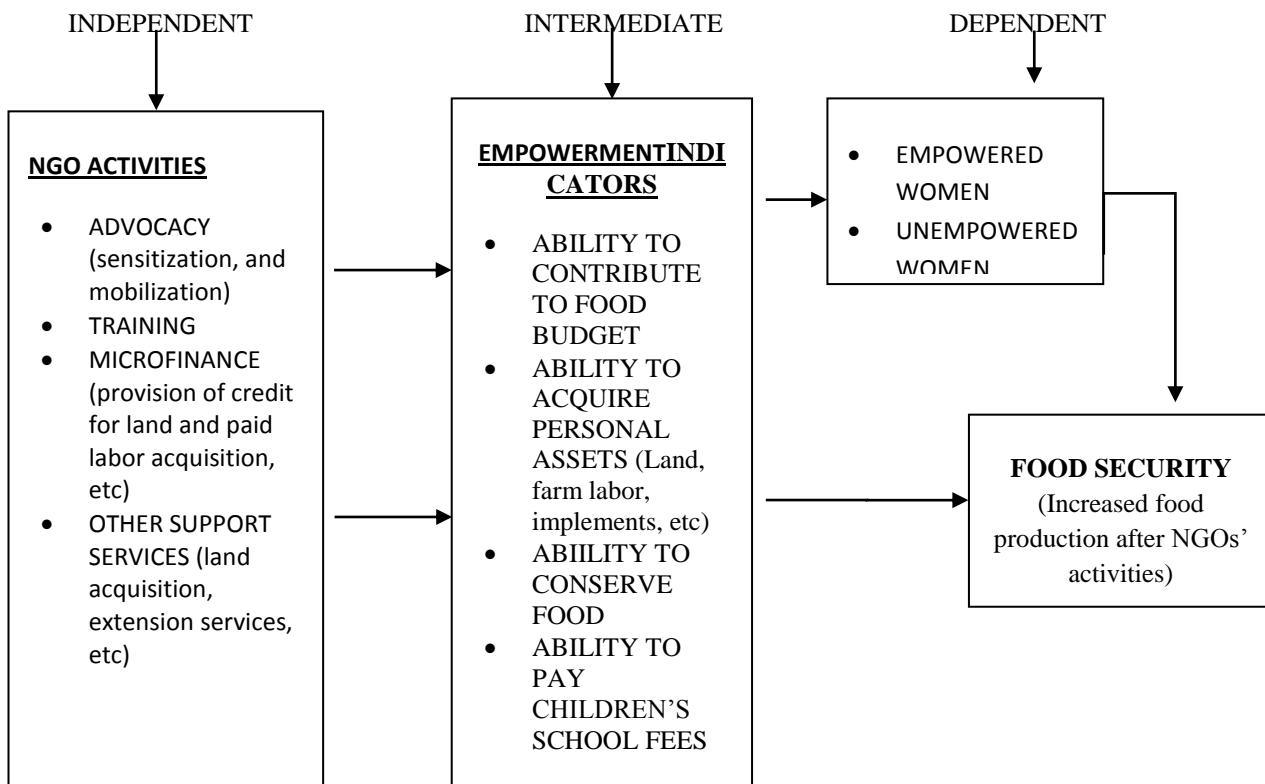 INDEPENDENT
INTERMEDIATE
DEPENDENT
NGO ACTIVITIES
• ADVOCACY
(sensitization, and
mobilization)
• TRAINING
• MICROFINANCE
(provision of credit
for land and paid
labor acquisition,
etc)
• OTHER SUPPORT
SERVICES (land
acquisition,
extension services,
etc)
EMPOWERMENTINDI
CATORS
• ABILITY TO
CONTRIBUTE
TO FOOD
BUDGET
• ABILITY TO
ACQUIRE
PERSONAL
ASSETS (Land,
farm labor,
implements, etc)
• ABIILITY TO
CONSERVE
FOOD
• ABILITY TO
PAY
CHILDREN’S
SCHOOL FEES
• EMPOWERED
WOMEN
• UNEMPOWERED
WOMEN
FOOD SECURITY
(Increased food
production after NGOs’
activities)